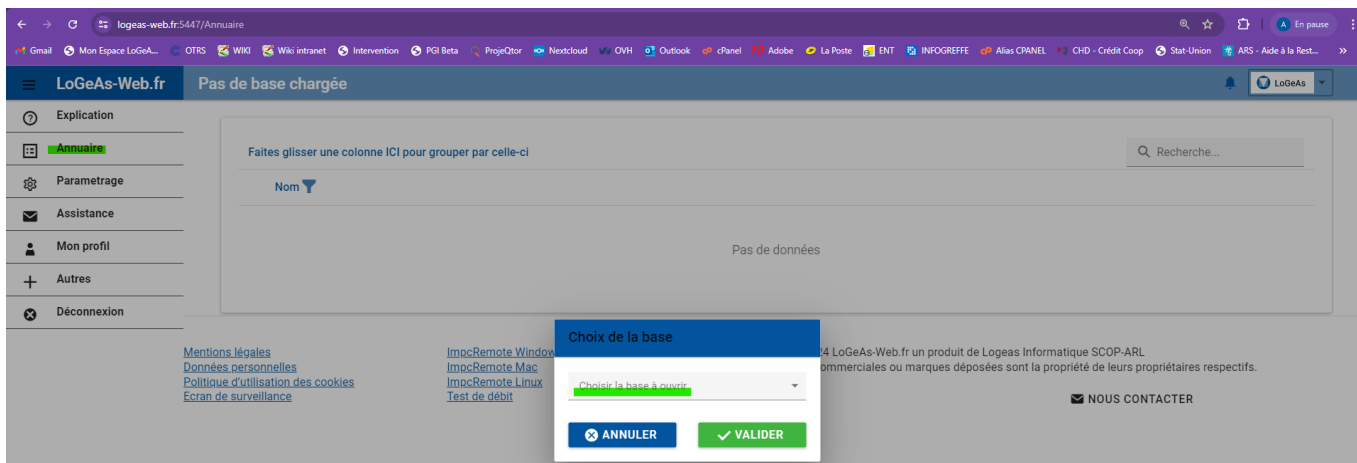 logeas-web.fr:5447/Annuaire
A En pause
Gmail Mon Espace LoGeA... OTRS WIKI Wiki intranet Intervention PGI Beta ProjeQtor Nextcloud OVH Outlook cPanel Adobe La Poste ENT INFOGREFFE Alias CPANEL CHD - Crédit Coop Stat-Union ARS - Aide à la Rest... »
LoGeAs-Web.fr
Pas de base chargée
LoGeAs
Explication
Annuaire
Faites glisser une colonne ICI pour grouper par celle-ci
Recherche...
Parametrage
Nom
Assistance
Mon profil
Pas de données
Autres
Déconnexion
Choix de la base
Choisir la base à ouvrir
ANNULER
VALIDER
Mentions légales
Données personnelles
Politique d'utilisation des cookies
Ecran de surveillance
ImpcRemote Window
ImpcRemote Mac
ImpcRemote Linux
Test de débit
24 LoGeAs-Web.fr un produit de Logeas Informatique SCOP-ARL
ommerciales ou marques déposées sont la propriété de leurs propriétaires respectifs.
NOUS CONTACTER